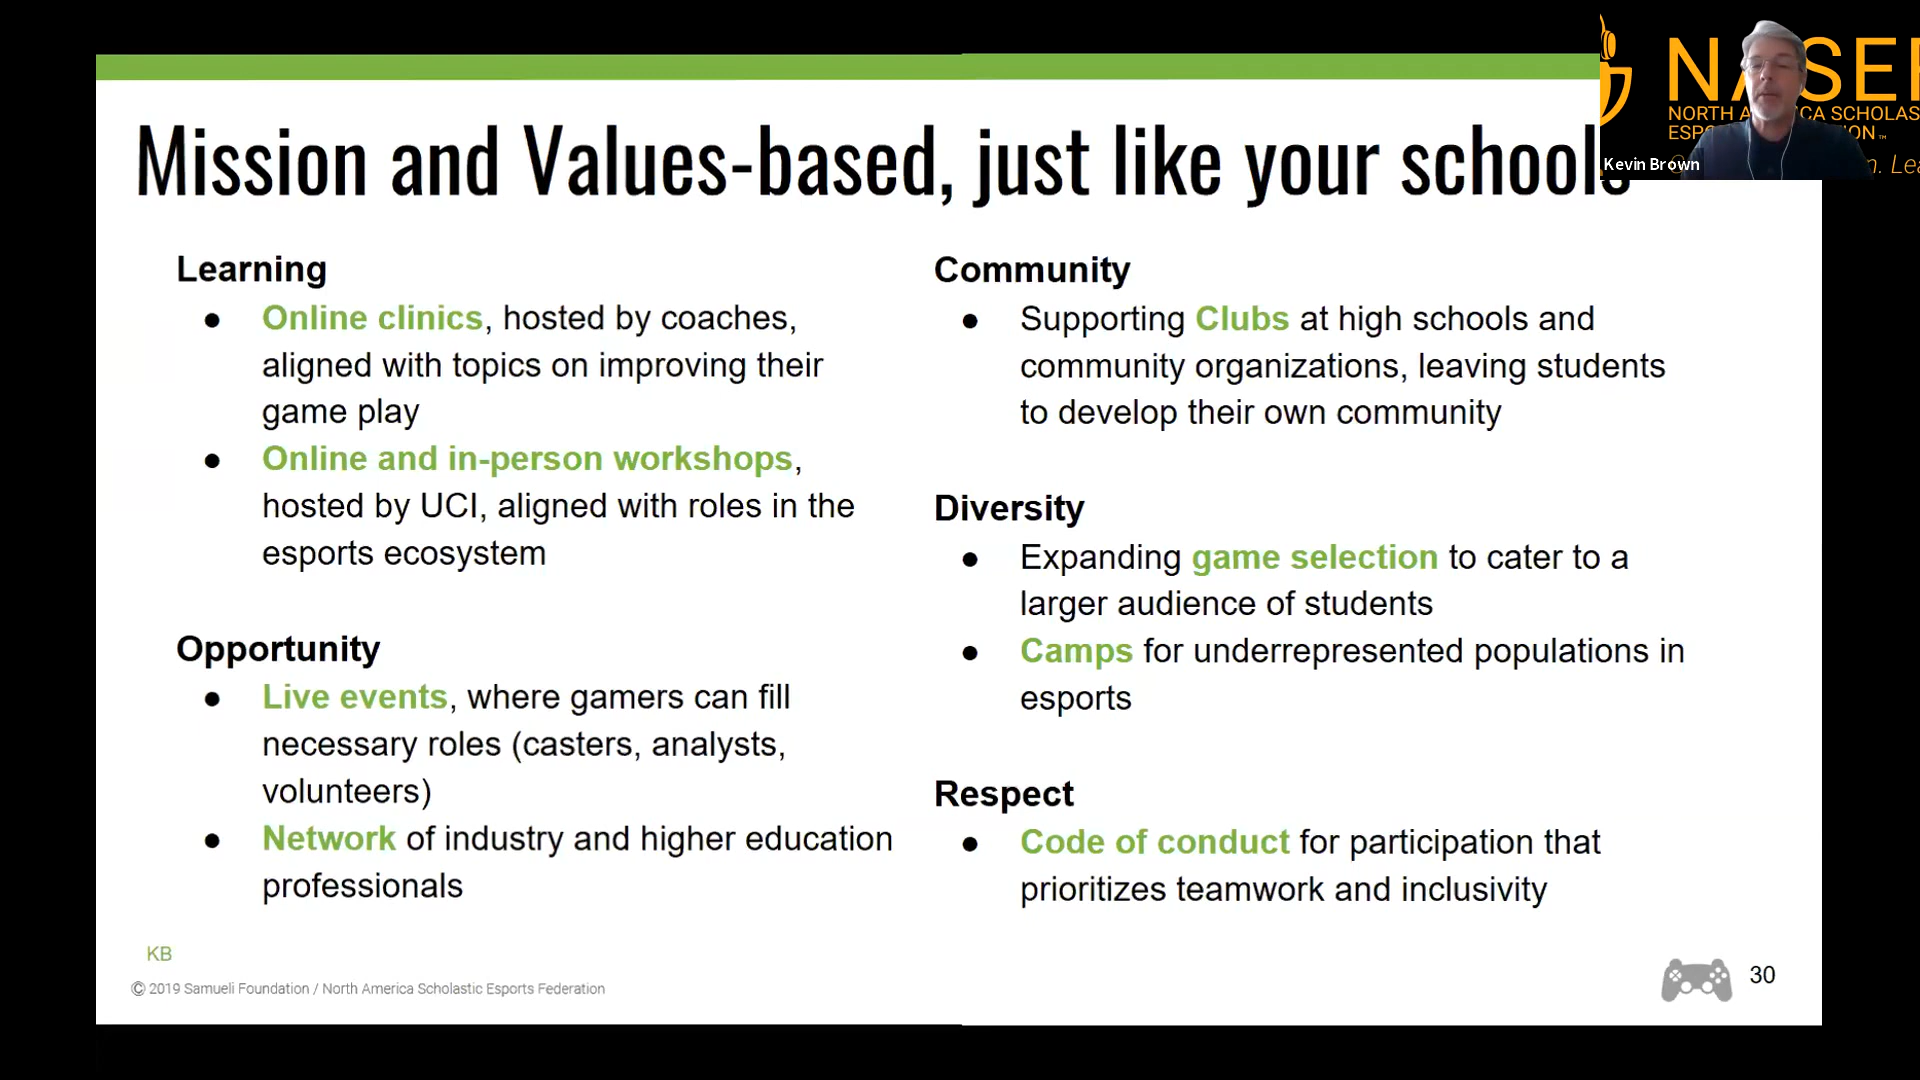 Mission and Values-based, just like your schools
Learning
● Online clinics, hosted by coaches,
aligned with topics on improving their
game play
● Online and in-person workshops,
hosted by UCI, aligned with roles in the
esports ecosystem
Opportunity
● Live events, where gamers can fill
necessary roles (casters, analysts,
volunteers)
● Network of industry and higher education
professionals
Community
● Supporting Clubs at high schools and
community organizations, leaving students
to develop their own community
Diversity
● Expanding game selection to cater to a
larger audience of students
● Camps for underrepresented populations in
esports
Respect
● Code of conduct for participation that
prioritizes teamwork and inclusivity
KB
© 2019 Samueli Foundation / North America Scholastic Esports Federation
30
NORTH
Kevin Brown